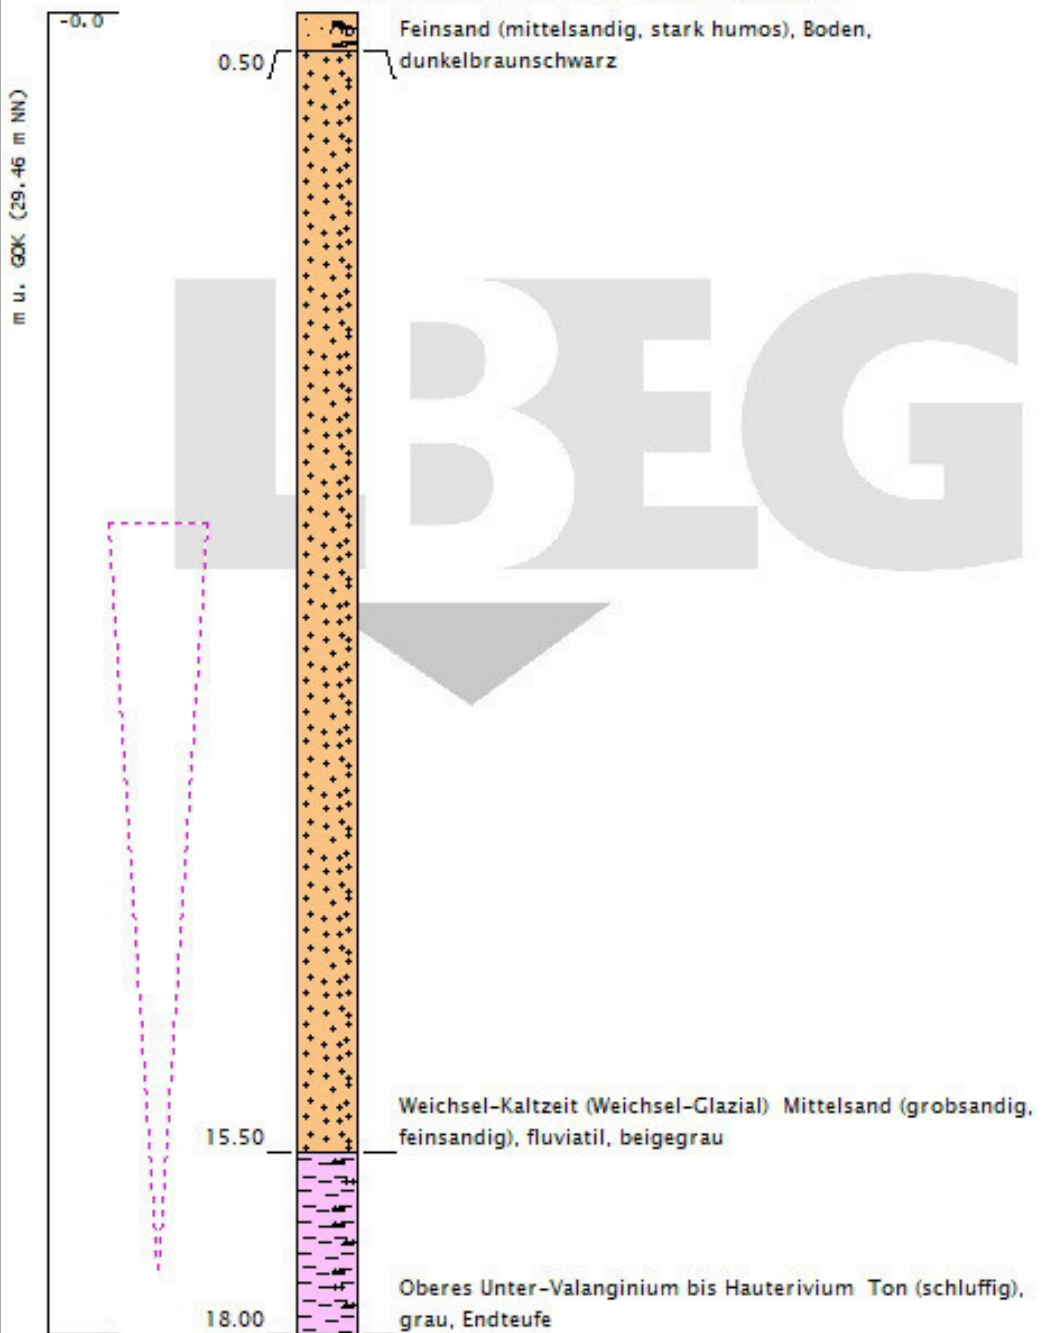 -0.0
Feinsand (mittelsandig, stark humos), Boden,
0.50
dunkelbraunschwarz
m u. GOK (29.46 m NN)
LBEG
Weichsel-Kaltzeit (Weichsel-Glazial) Mittelsand (grobsandig,
15.50
feinsandig), fluviatil, beigegrau
Oberes Unter-Valanginium bis Hauterivium Ton (schluffig),
18.00
grau, Endteufe